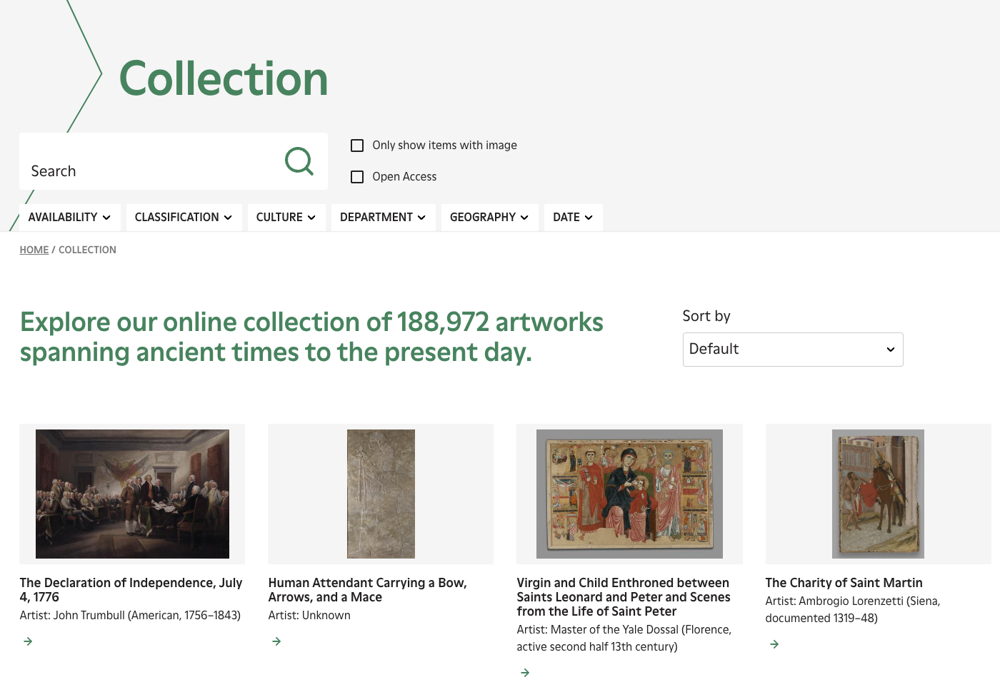 Collection
Search
Only show items with image
Open Access
AVAILABILITY
CLASSIFICATION
CULTURE
DEPARTMENT
GEOGRAPHY
DATE
HOME / COLLECTION
Explore our online collection of 188,972 artworks
spanning ancient times to the present day.
Sort by
Default
The Declaration of Independence, July
4, 1776
Artist: John Trumbull (American, 1756–1843)
Human Attendant Carrying a Bow,
Arrows, and a Mace
Artist: Unknown
Virgin and Child Enthroned between
Saints Leonard and Peter and Scenes
from the Life of Saint Peter
Artist: Master of the Yale Dossal (Florence,
active second half 13th century)
The Charity of Saint Martin
Artist: Ambrogio Lorenzetti (Siena,
documented 1319–48)